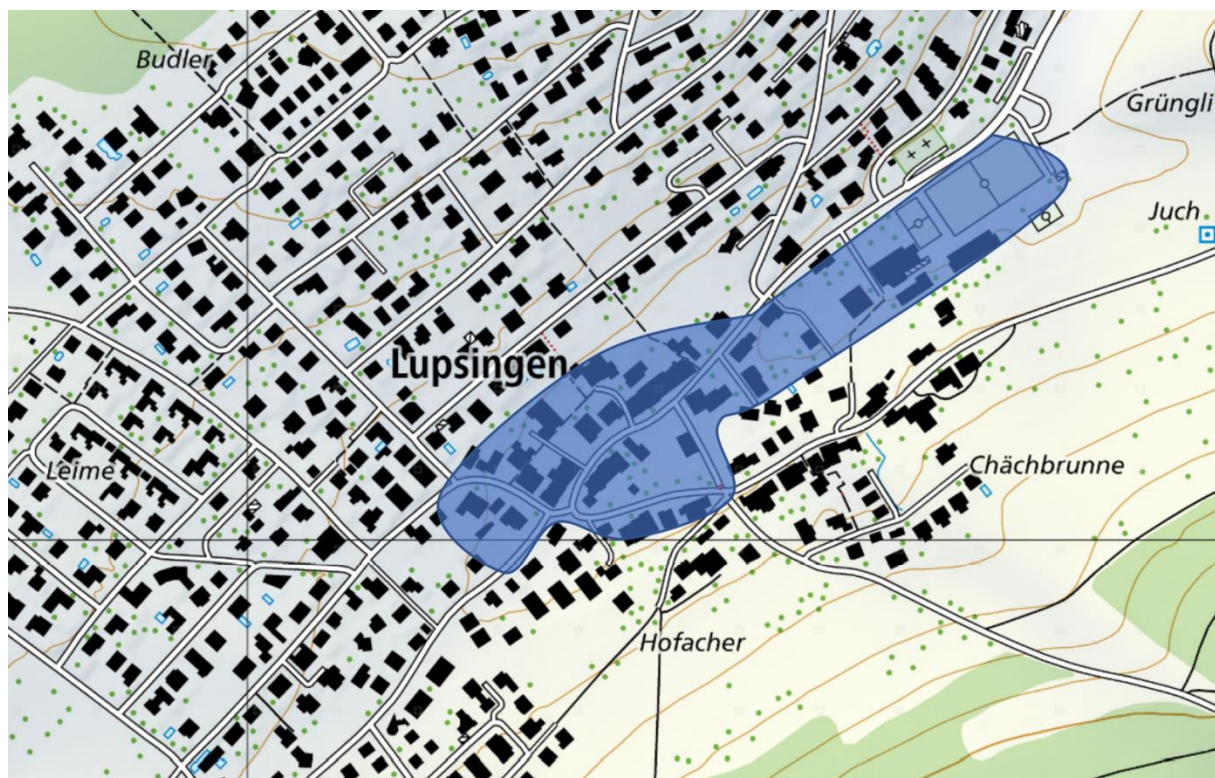 Budler
Grüngli
Juch
Lupsingen
Leime
Chächbrunne
Hofacher